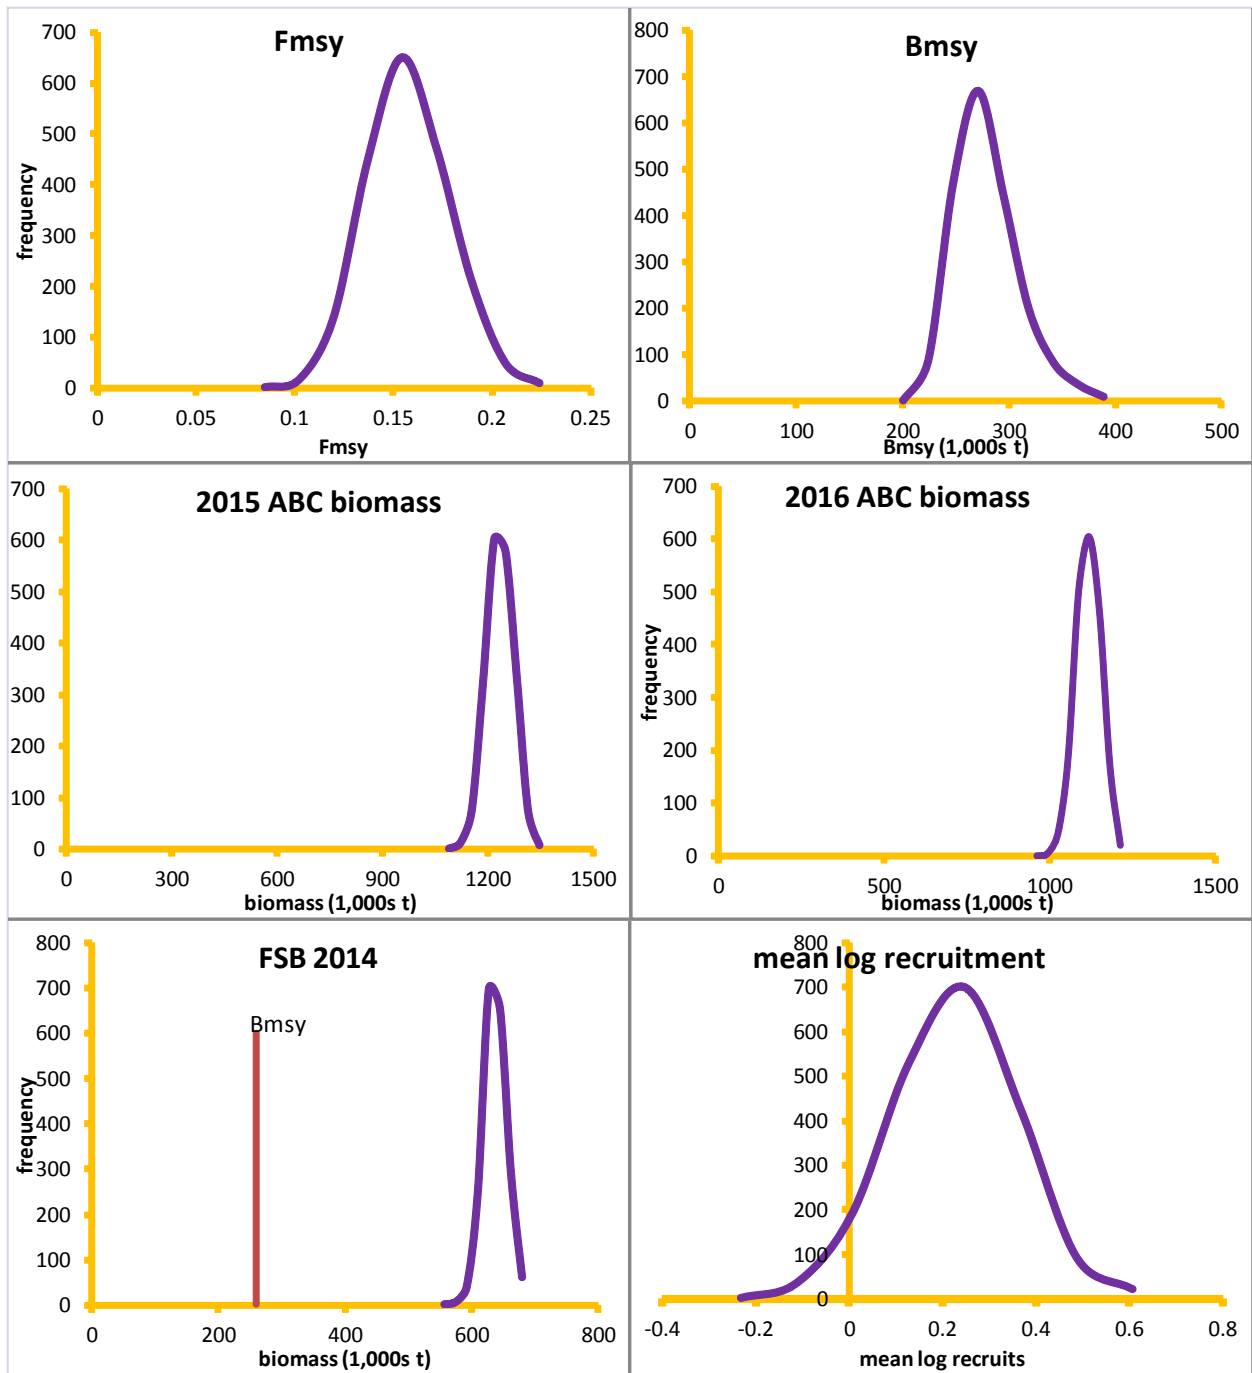 Fmsy
frequency
700
600
500
400
300
200
100
0
0 0.05 0.1 0.15 0.2 0.25
Fmsy
Bmsy
800
700
600
500
400
300
200
100
0
0 100 200 300 400 500
Bmsy (1,000s t)
2015 ABC biomass
700
600
500
400
300
200
100
0
0 300 600 900 1200 1500
biomass (1,000s t)
2016 ABC biomass
frequency
700
600
500
400
300
200
100
0
0 500 1000 1500
biomass (1,000s t)
FSB 2014
frequency
800
700
600
500
400
300
200
100
0
Bmsy
0 200 400 600 800
biomass (1,000s t)
mean log recruitment
800
700
600
500
400
300
200
100
0
-0.4 -0.2 0 0.2 0.4 0.6 0.8
mean log recruits